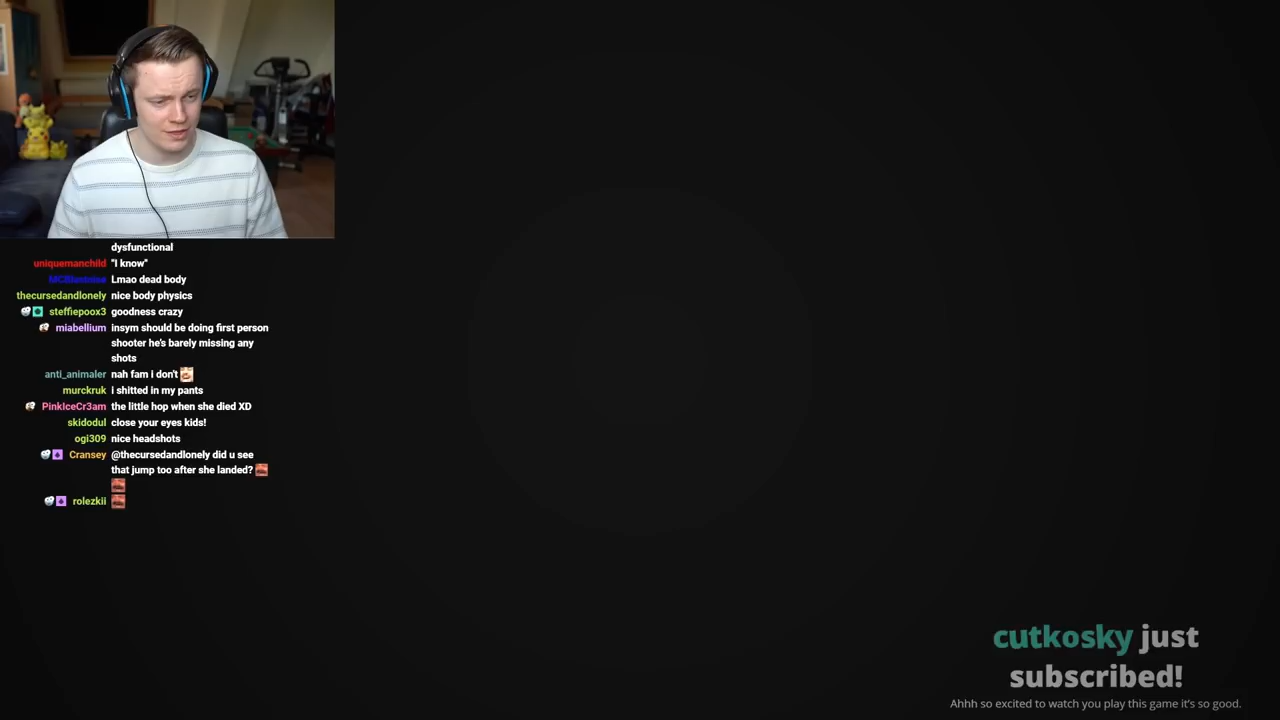 dysfunctional
uniquemanchild "I know"
MCBlastoise Lmao dead body
thecursedandlonely nice body physics
steffiepoox3 goodness crazy
miabellium insym should be doing first person
shooter he's barely missing any
shots
anti_animaler nah fam i don't
murckruk i shitted in my pants
PinkIceCr3am the little hop when she died XD
skidodul close your eyes kids!
ogi309 nice headshots
Cransey @thecursedandlonely did u see
that jump too after she landed?
rolezkii
cutkosky just
subscribed!
Ahhh so excited to watch you play this game it's so good.